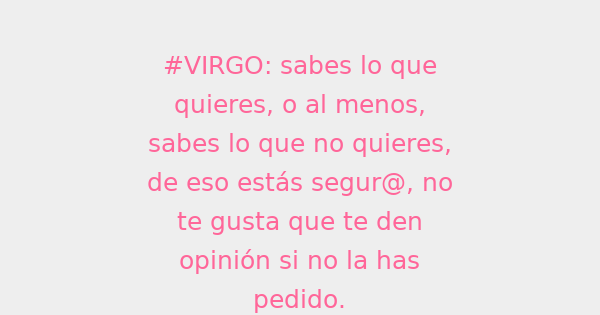 #VIRGO: sabes lo que
quieres, o al menos,
sabes lo que no quieres,
de eso estás segur@, no
te gusta que te den
opinión si no la has
pedido.